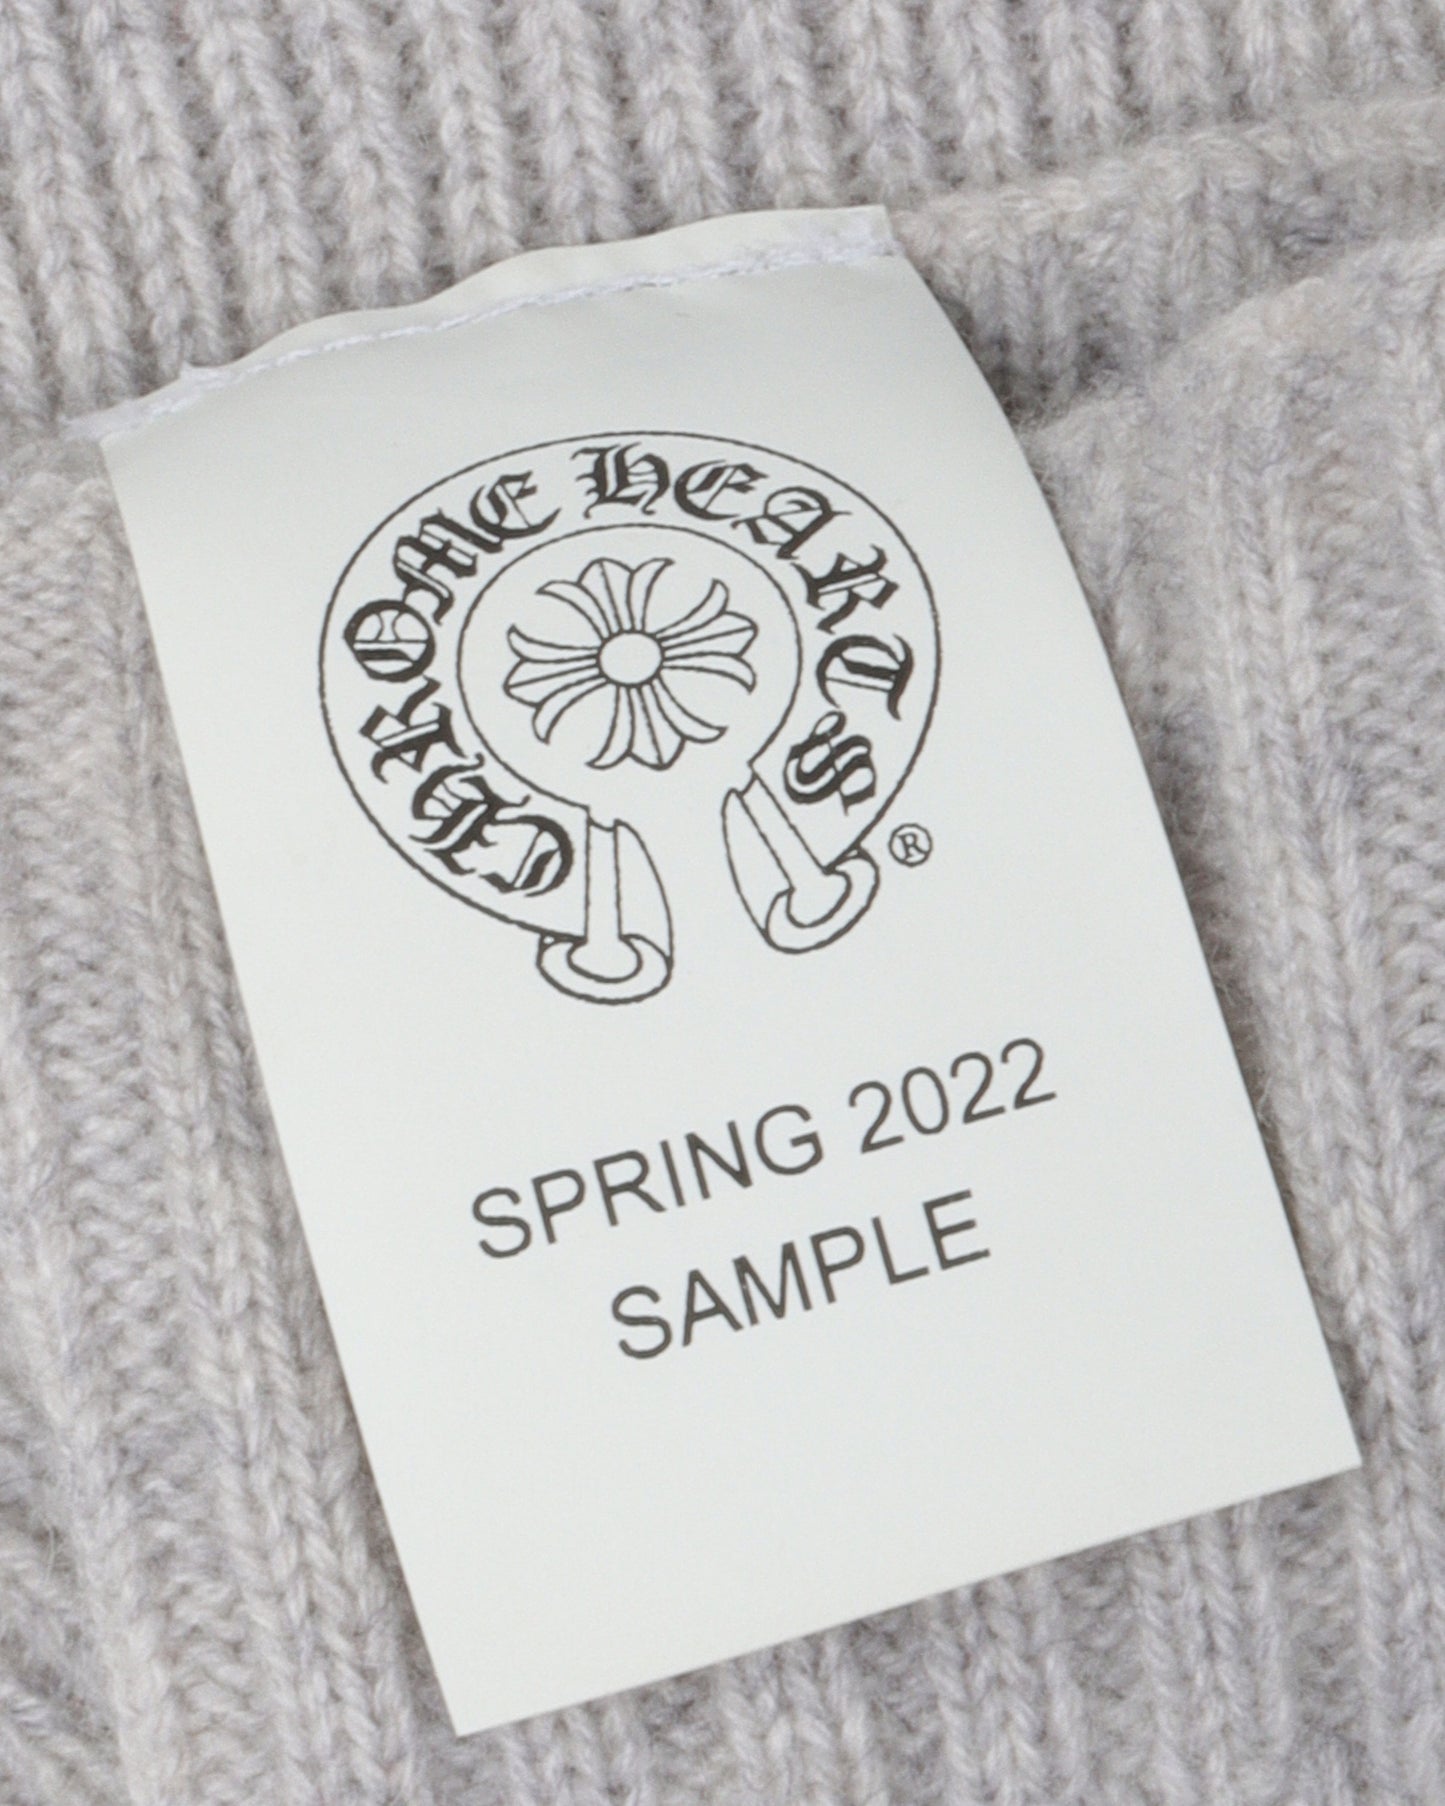 CHROME HEARTS
®
SPRING 2022
SAMPLE